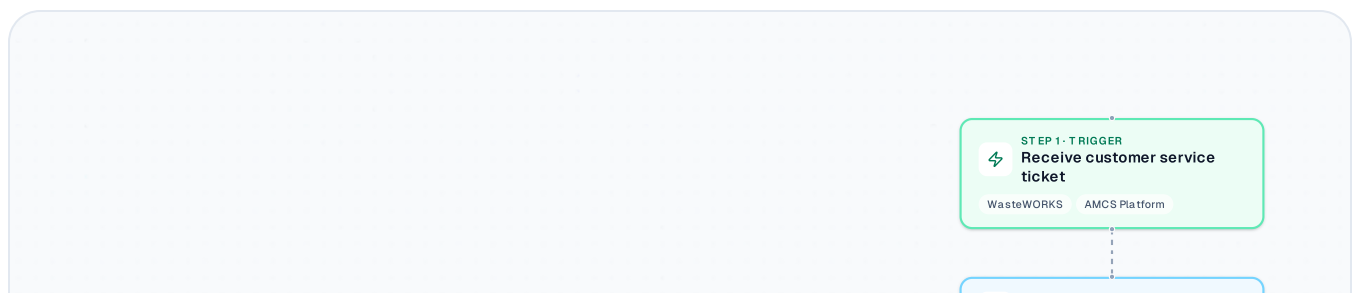 STEP 1 · TRIGGER
Receive customer service
ticket
WasteWORKS AMCS Platform